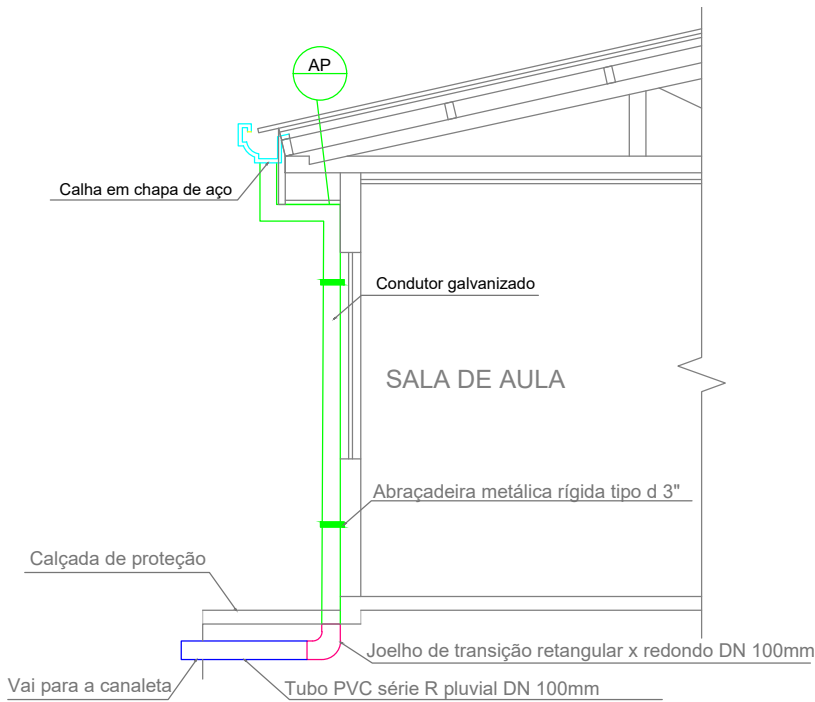 AP
Calha em chapa de aço
Condutor galvanizado
SALA DE AULA
Abraçadeira metálica rígida tipo d 3"
Calçada de proteção
Joelho de transição retangular x redondo DN 100mm
Vai para a canaleta
Tubo PVC série R pluvial DN 100mm